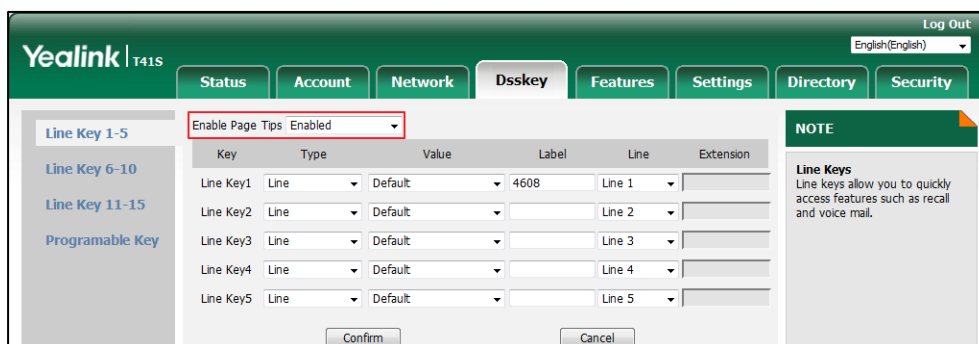 Log Out
Yealink T41S
English(English)
Status Account Network Dsskey Features Settings Directory Security
Line Key 1-5
Line Key 6-10
Line Key 11-15
Programable Key
Enable Page Tips Enabled
Key Type Value Label Line Extension
Line Key1 Line Default 4608 Line 1
Line Key2 Line Default Line 2
Line Key3 Line Default Line 3
Line Key4 Line Default Line 4
Line Key5 Line Default Line 5
Confirm Cancel
NOTE
Line Keys
Line keys allow you to quickly
access features such as recall
and voice mail.